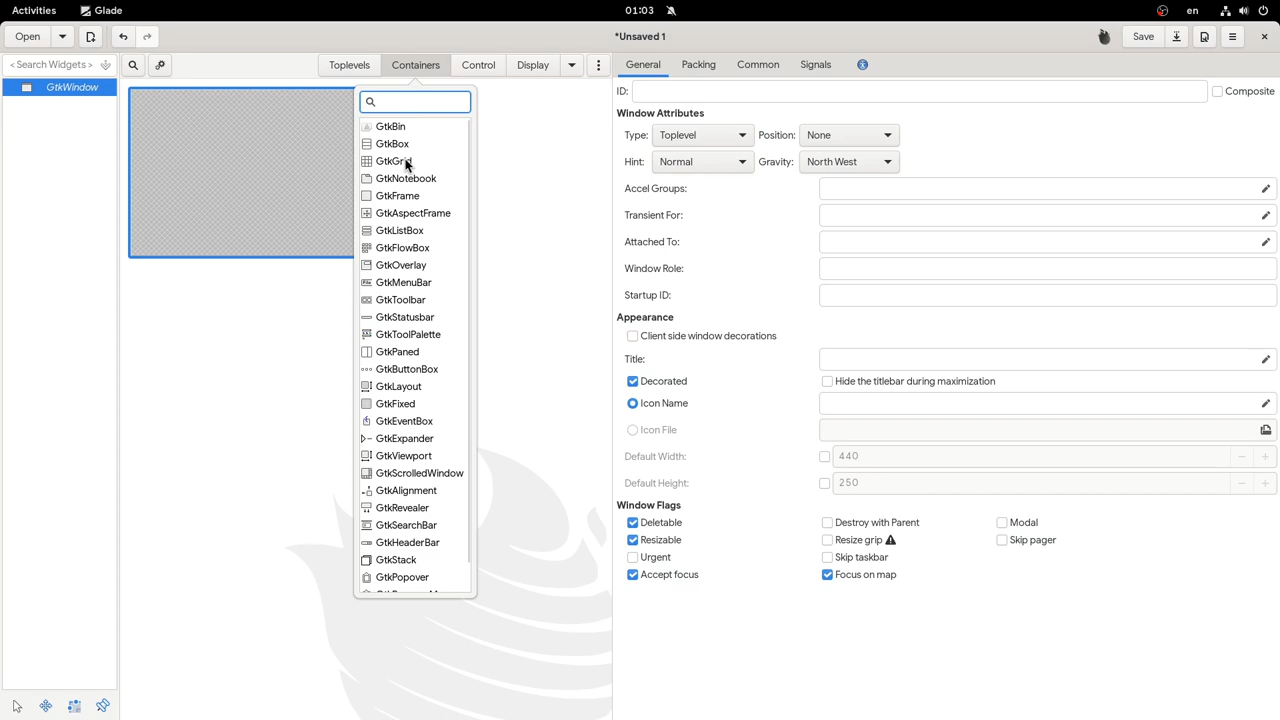 Activities Glade 01:03 en
Open *Unsaved 1 Save
< Search Widgets > Toplevels Containers Control Display General Packing Common Signals
GtkWindow
GtkBin
GtkBox
GtkGrid
GtkNotebook
GtkFrame
GtkAspectFrame
GtkListBox
GtkFlowBox
GtkOverlay
GtkMenuBar
GtkToolbar
GtkStatusbar
GtkToolPalette
GtkPaned
GtkButtonBox
GtkLayout
GtkFixed
GtkEventBox
GtkExpander
GtkViewport
GtkScrolledWindow
GtkAlignment
GtkRevealer
GtkSearchBar
GtkHeaderBar
GtkStack
GtkPopover
ID: Composite
Window Attributes
Type: Toplevel Position: None
Hint: Normal Gravity: North West
Accel Groups:
Transient For:
Attached To:
Window Role:
Startup ID:
Appearance
Client side window decorations
Title:
Decorated Hide the titlebar during maximization
Icon Name
Icon File
Default Width: 440
Default Height: 250
Window Flags
Deletable Destroy with Parent Modal
Resizable Resize grip Skip pager
Urgent Skip taskbar
Accept focus Focus on map